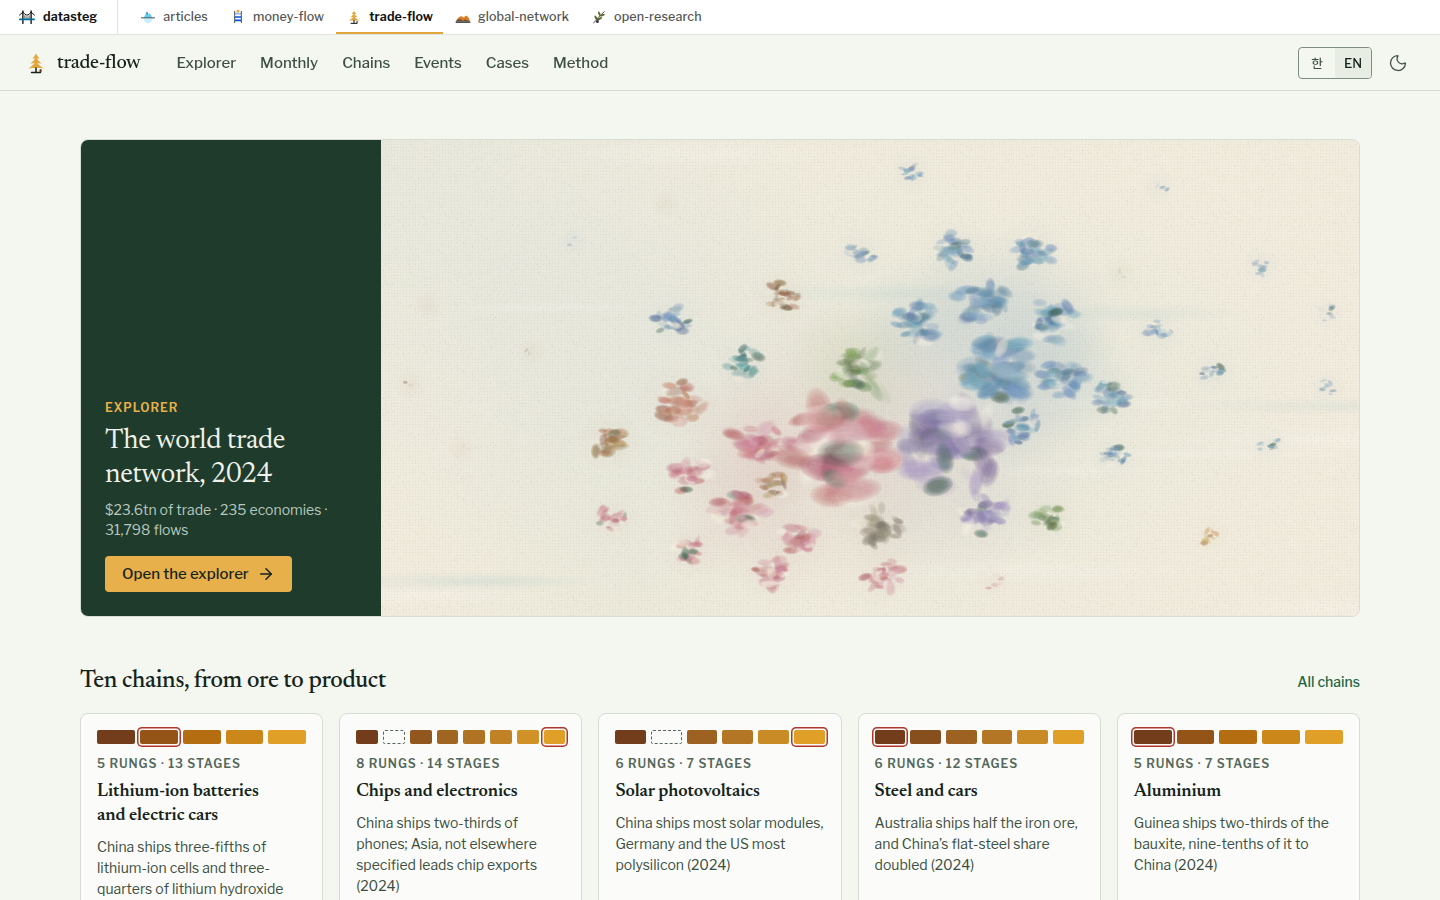 datasteg
articles
money-flow
trade-flow
global-network
open-research
trade-flow
Explorer
Monthly
Chains
Events
Cases
Method
한
EN
EXPLORER
The world trade
network, 2024
$23.6tn of trade · 235 economies ·
31,798 flows
Open the explorer
Ten chains, from ore to product
All chains
5 RUNGS · 13 STAGES
Lithium-ion batteries
and electric cars
China ships three-fifths of
lithium-ion cells and three-
quarters of lithium hydroxide
8 RUNGS · 14 STAGES
Chips and electronics
China ships two-thirds of
phones; Asia, not elsewhere
specified leads chip exports
(2024)
6 RUNGS · 7 STAGES
Solar photovoltaics
China ships most solar modules,
Germany and the US most
polysilicon (2024)
6 RUNGS · 12 STAGES
Steel and cars
Australia ships half the iron ore,
and China’s flat-steel share
doubled (2024)
5 RUNGS · 7 STAGES
Aluminium
Guinea ships two-thirds of the
bauxite, nine-tenths of it to
China (2024)